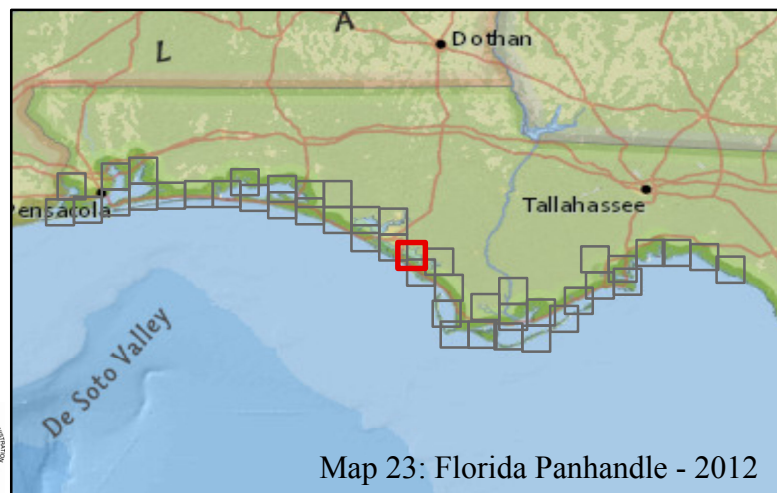 A
L
Dothan
Pensacola
Tallahassee
De Soto Valley
Map 23: Florida Panhandle - 2012